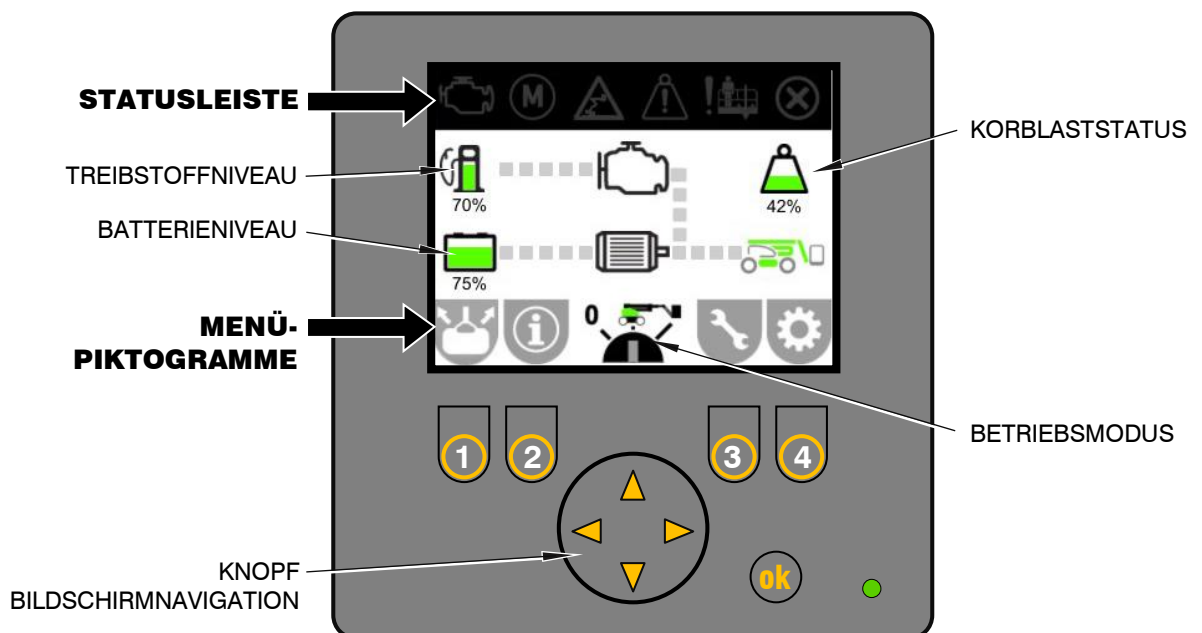 STATUSLEISTE
M
!
KORBLASTSTATUS
TREIBSTOFFNIVEAU
70%
42%
BATTERIENIVEAU
75%
MENÜ-
PIKTOGRAMME
i
0
BETRIEBSMODUS
1
2
3
4
KNOPF
BILDSCHIRMNAVIGATION
ok